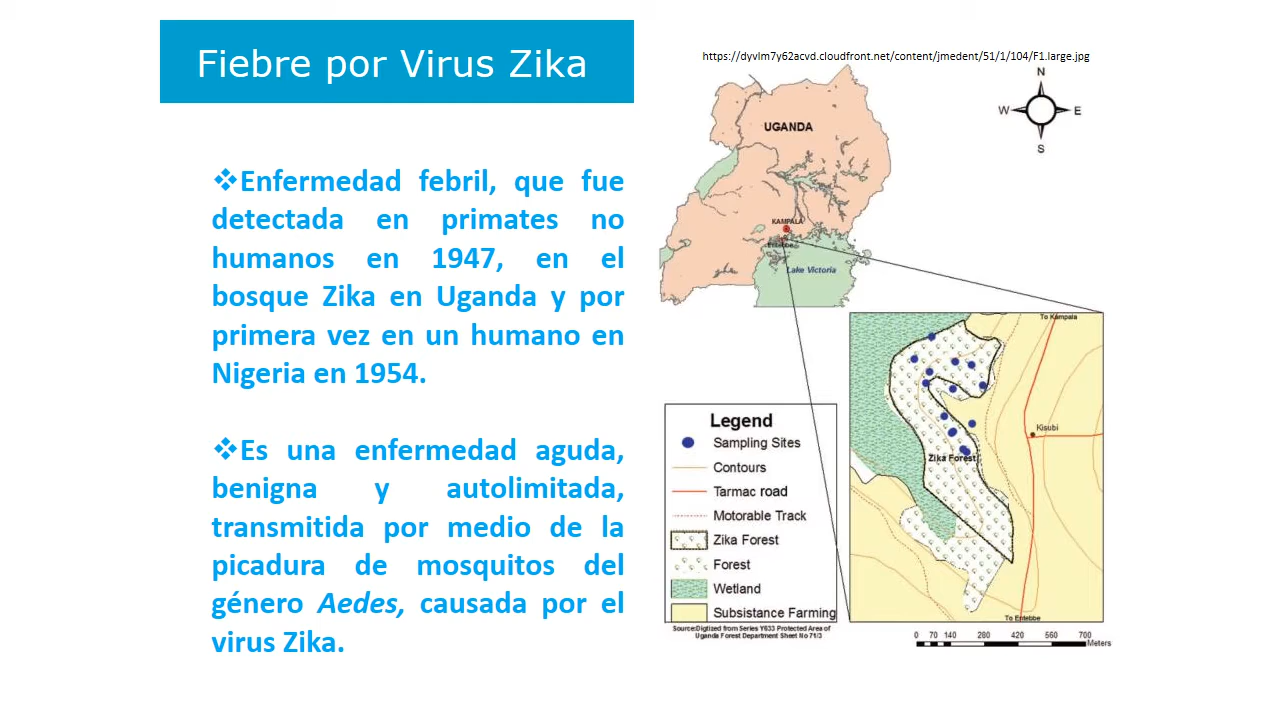 Fiebre por Virus Zika
❖Enfermedad febril, que fue
detectada en primates no
humanos en 1947, en el
bosque Zika en Uganda y por
primera vez en un humano en
Nigeria en 1954.
❖Es una enfermedad aguda,
benigna y autolimitada,
transmitida por medio de la
picadura de mosquitos del
género Aedes, causada por el
virus Zika.
https://dyvlm7y62acvd.cloudfront.net/content/jmedent/51/1/104/F1.large.jpg
N
W E
S
UGANDA
KAMPALA
Entebbe
Lake Victoria
To Kampala
Kisubi
Zika Forest
To Entebbe
Legend
Sampling Sites
Contours
Tarmac road
Motorable Track
Zika Forest
Forest
Wetland
Subsistance Farming
Source:Digtized from Series Y633 Protected Area of
Uganda Forest Department Sheet No 71/3
0 70 140 280 420 560 700
Meters